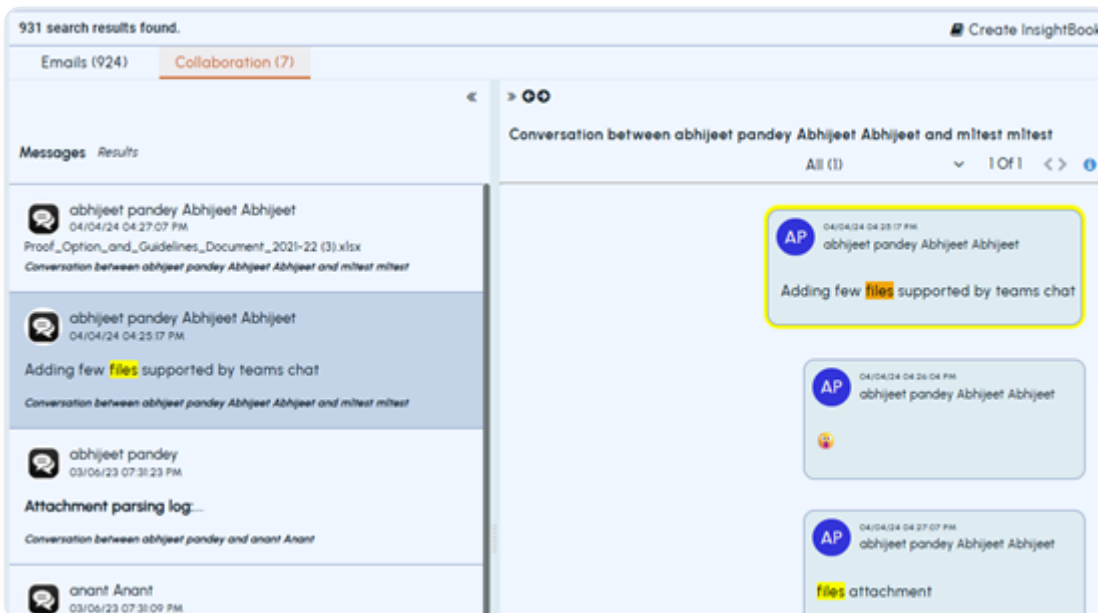 931 search results found.
Create InsightBook
Emails (924)
Collaboration (7)
Messages Results
abhijeet pandey Abhijeet Abhijeet
04/04/24 04:27:07 PM
Proof_Option_and_Guidelines_Document_2021-22 (3).xlsx
Conversation between abhijeet pandey Abhijeet Abhijeet and m1test m1test
abhijeet pandey Abhijeet Abhijeet
04/04/24 04:25:17 PM
Adding few files supported by teams chat
Conversation between abhijeet pandey Abhijeet Abhijeet and m1test m1test
abhijeet pandey
03/06/23 07:31:23 PM
Attachment parsing log:...
Conversation between abhijeet pandey and anant Anant
anant Anant
03/06/23 07:31:09 PM
Conversation between abhijeet pandey Abhijeet Abhijeet and m1test m1test
All (1)
1 Of 1
AP
04/04/24 04:25:17 PM
abhijeet pandey Abhijeet Abhijeet
Adding few files supported by teams chat
AP
04/04/24 04:26:04 PM
abhijeet pandey Abhijeet Abhijeet
AP
04/04/24 04:27:07 PM
abhijeet pandey Abhijeet Abhijeet
files attachment